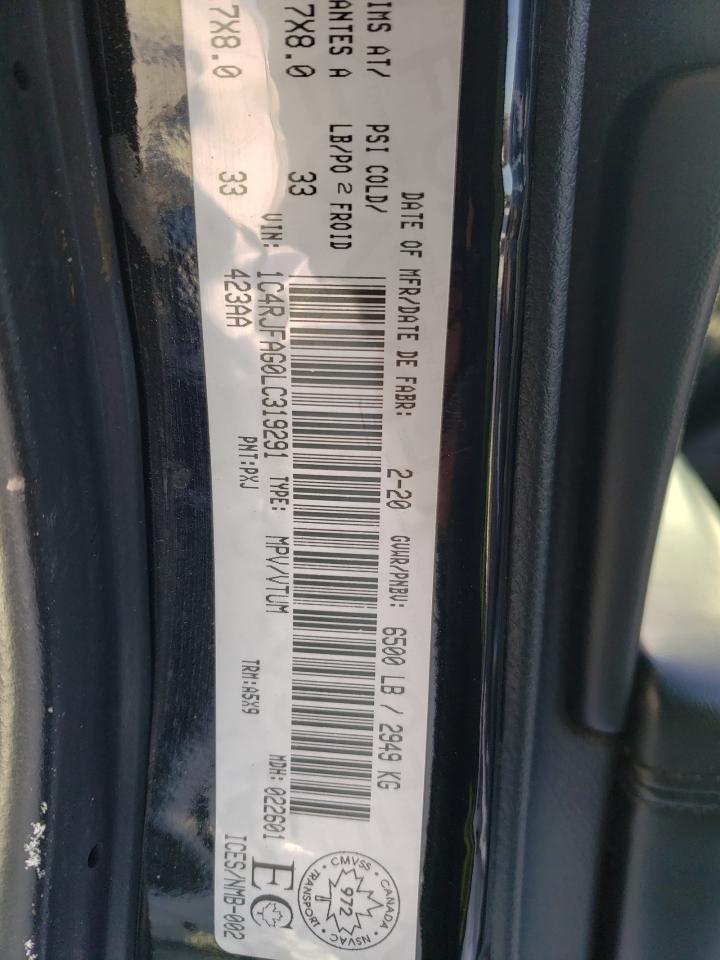 DATE OF MFR/DATE DE FABR: 2-20 GVWR/PNBV: 6500 LB / 2949 KG
IMS AT/ PSI COLD/
ANTES A LB/PO 2 FROID
7X8.0 33
7X8.0 33
VIN: 1C4RJFAG0LC319291 TYPE: MPV/VTUM MDH: 022601
423AA PNT:PXJ TRM:A5X9 ICES/NMB-002
EC
CMVSS · CANADA · NSVAC · TRANSPORT ·
972